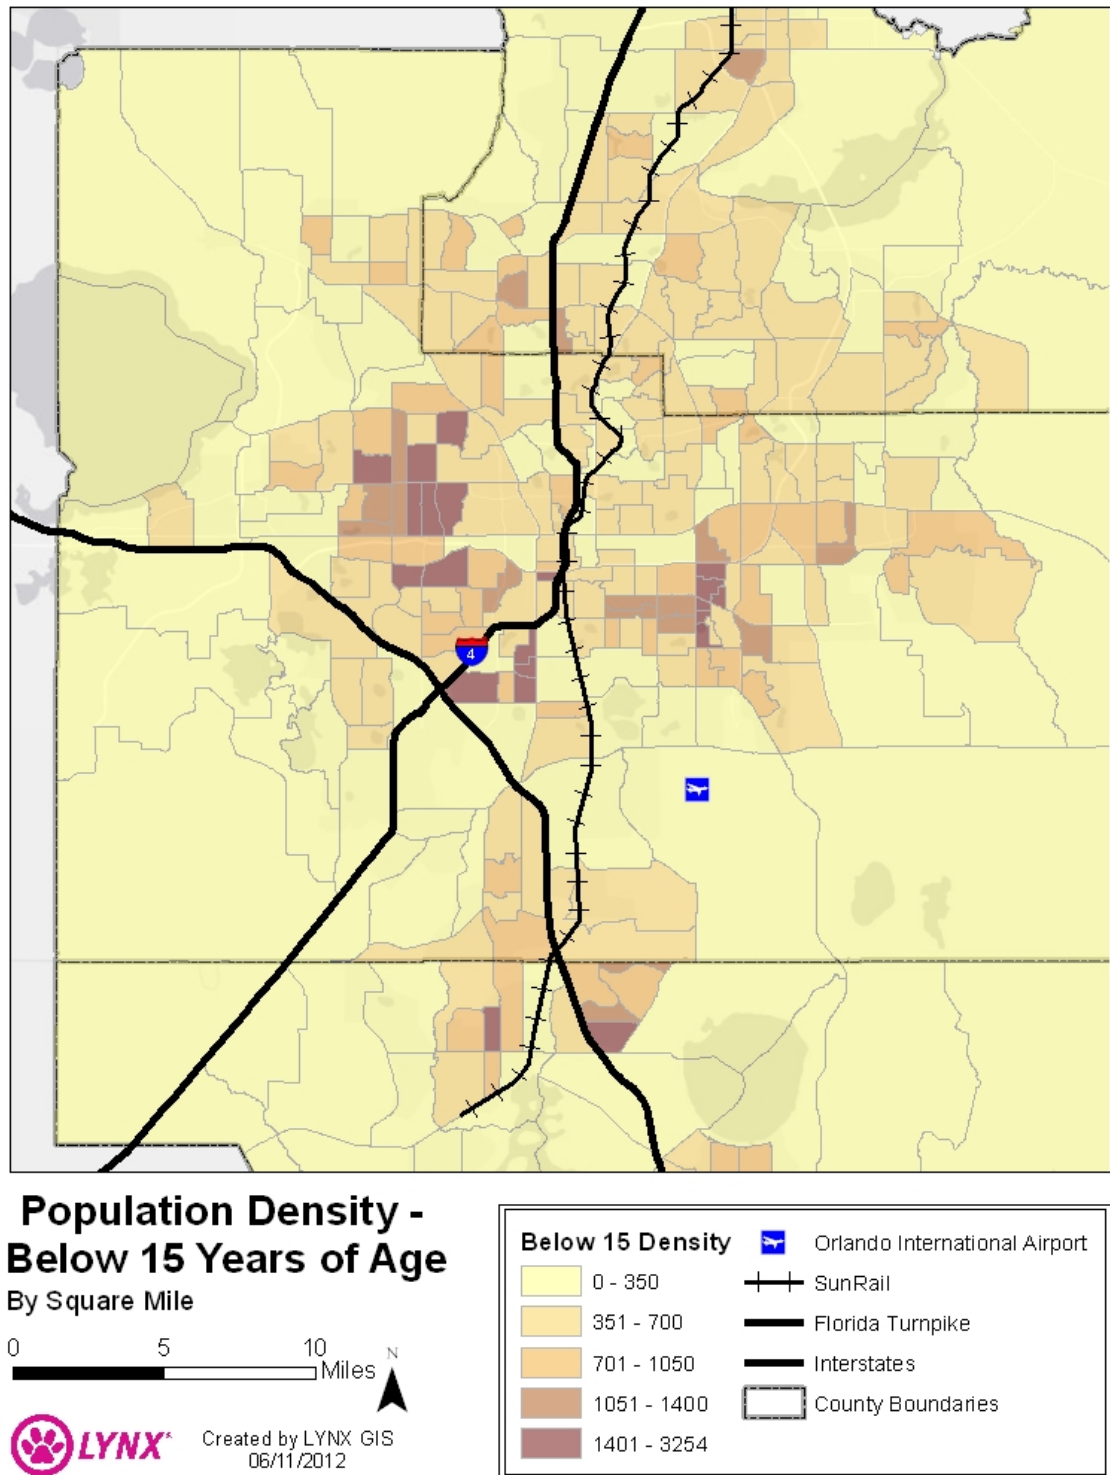 4
Population Density -
Below 15 Years of Age
By Square Mile
0 5 10
Miles
N
LYNX
Created by LYNX GIS
06/11/2012
Below 15 Density
0 - 350
351 - 700
701 - 1050
1051 - 1400
1401 - 3254
Orlando International Airport
SunRail
Florida Turnpike
Interstates
County Boundaries